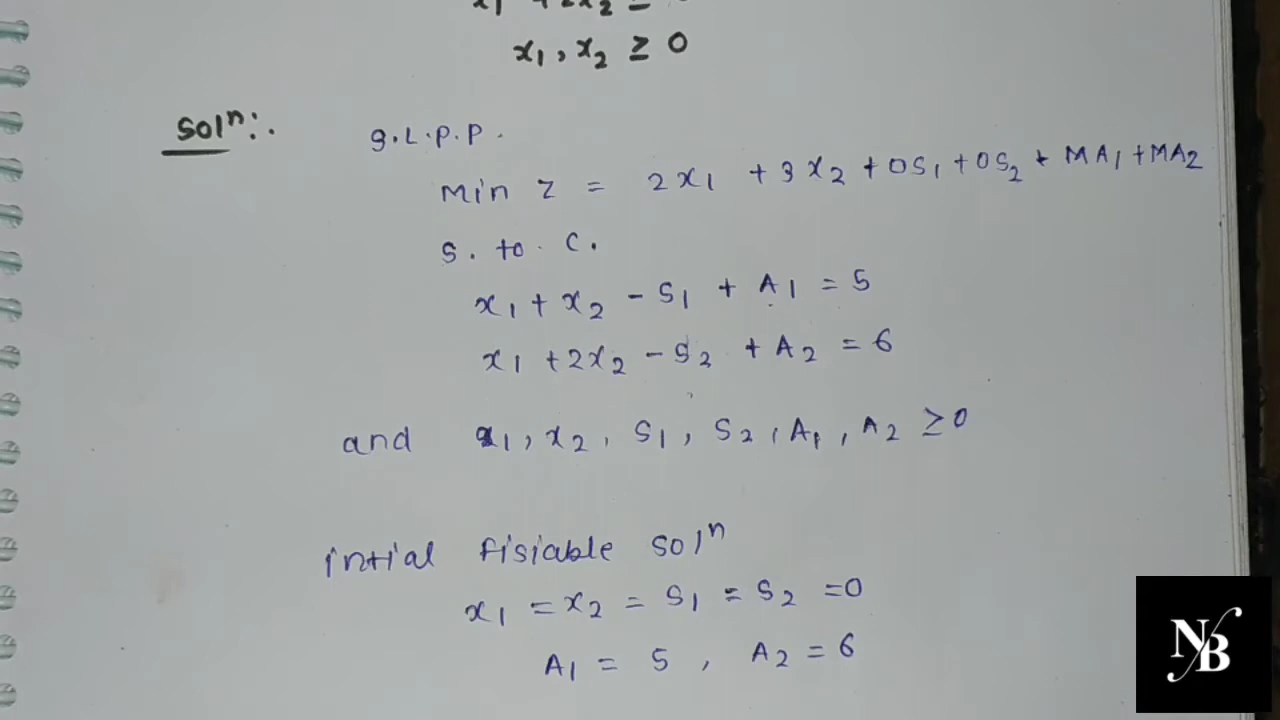 x1 + 2x2 ≥
x1, x2 ≥ 0
Solⁿ:.
g.L.P.P.
Min Z = 2x1 + 3x2 + 0S1 + 0S2 + MA1 + MA2
S. to. C.
x1 + x2 - S1 + A1 = 5
x1 + 2x2 - S2 + A2 = 6
and x1, x2, S1, S2, A1, A2 ≥ 0
intial fisiable solⁿ
x1 = x2 = S1 = S2 = 0
A1 = 5, A2 = 6
NB